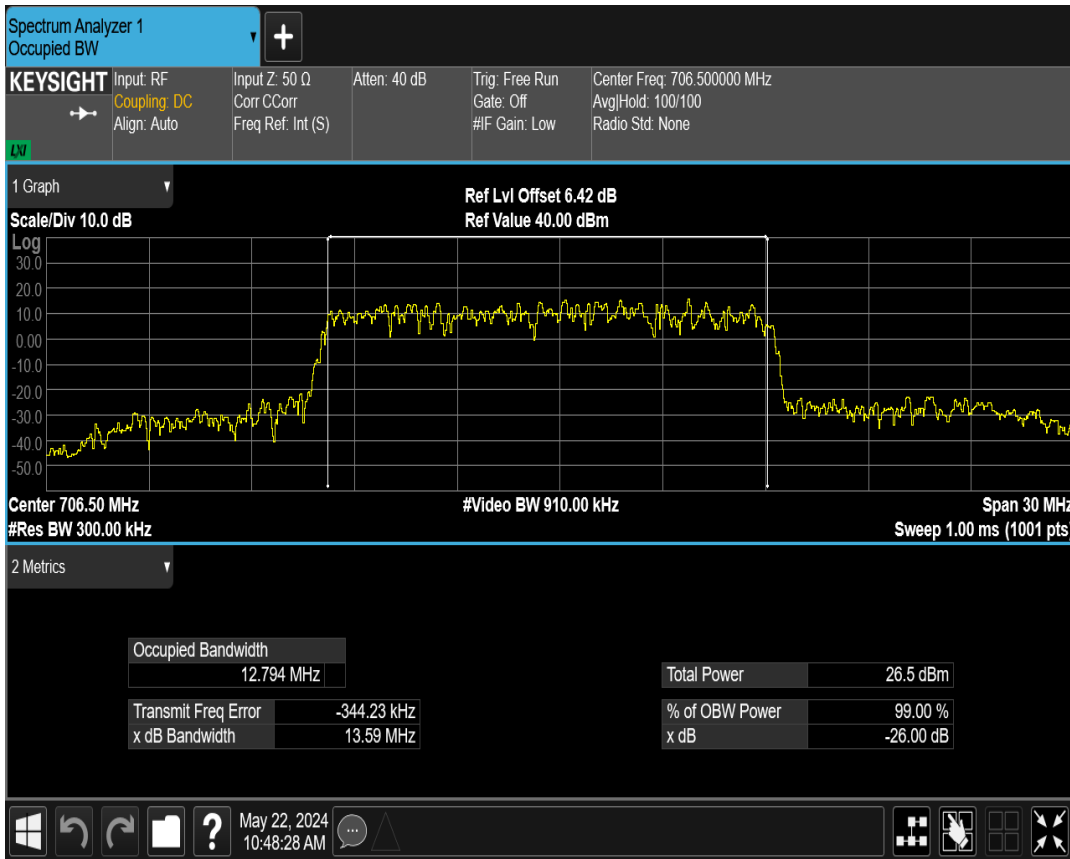 Spectrum Analyzer 1
Occupied BW
KEYSIGHT
LXI
Input: RF
Coupling: DC
Align: Auto
Input Z: 50 Ω
Corr CCorr
Freq Ref: Int (S)
Atten: 40 dB
Trig: Free Run
Gate: Off
#IF Gain: Low
Center Freq: 706.500000 MHz
Avg|Hold: 100/100
Radio Std: None
1 Graph
Scale/Div 10.0 dB
Ref Lvl Offset 6.42 dB
Ref Value 40.00 dBm
Log
30.0
20.0
10.0
0.00
-10.0
-20.0
-30.0
-40.0
-50.0
Center 706.50 MHz
#Video BW 910.00 kHz
Span 30 MHz
#Res BW 300.00 kHz
Sweep 1.00 ms (1001 pts)
2 Metrics
Occupied Bandwidth
12.794 MHz
Transmit Freq Error -344.23 kHz
x dB Bandwidth 13.59 MHz
Total Power 26.5 dBm
% of OBW Power 99.00 %
x dB -26.00 dB
?
May 22, 2024
10:48:28 AM